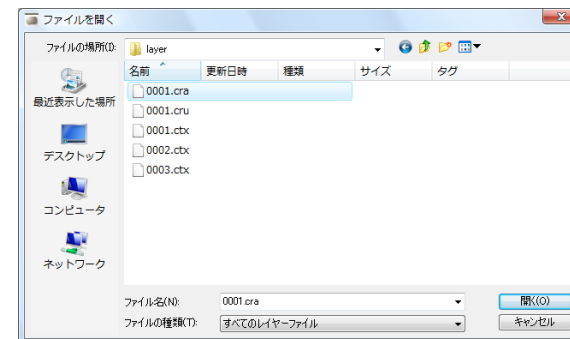 ファイルを開く
ファイルの場所(I):
layer
名前
更新日時
種類
サイズ
タグ
最近表示した場所
デスクトップ
コンピュータ
ネットワーク
0001.cra
0001.cru
0001.ctx
0002.ctx
0003.ctx
ファイル名(N):
0001.cra
開く(O)
ファイルの種類(T):
すべてのレイヤーファイル
キャンセル